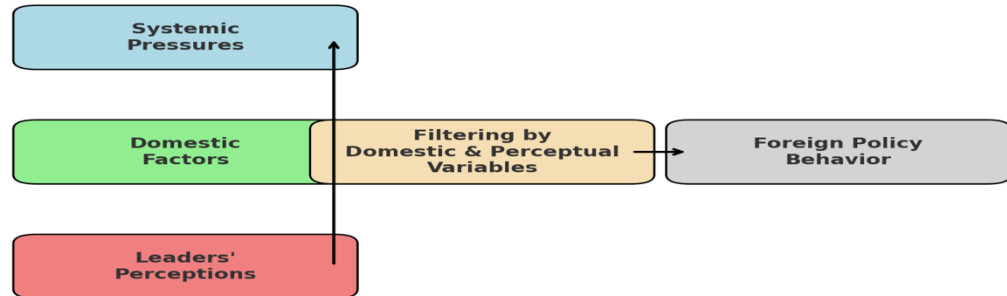 Systemic
Pressures
Domestic
Factors
Filtering by
Domestic & Perceptual
Variables
Foreign Policy
Behavior
Leaders'
Perceptions